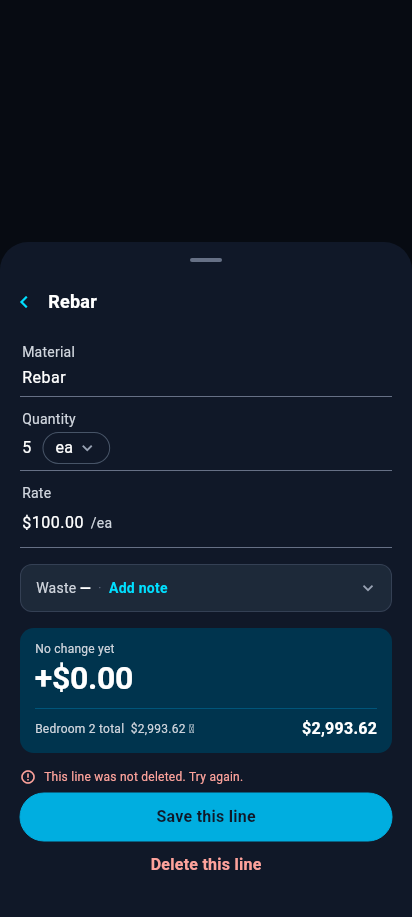 Rebar
Material
Rebar
Quantity
5 ea
Rate
$100.00 /ea
Waste — · Add note
No change yet
+$0.00
Bedroom 2 total $2,993.62 $2,993.62
This line was not deleted. Try again.
Save this line
Delete this line